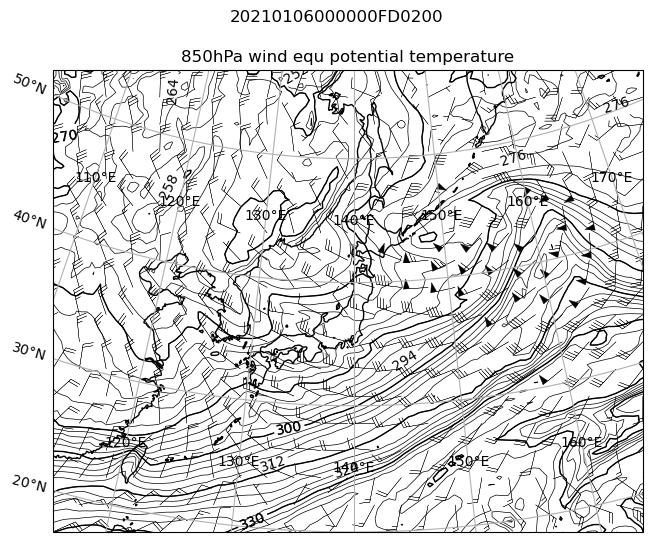 20210106000000FD0200
850hPa wind equ potential temperature
50°N
264
252
276
270
276
110°E
258
170°E
120°E
160°E
130°E
150°E
140°E
40°N
30°N
294
300
120°E
160°E
130°E
312
140°E
150°E
20°N
330